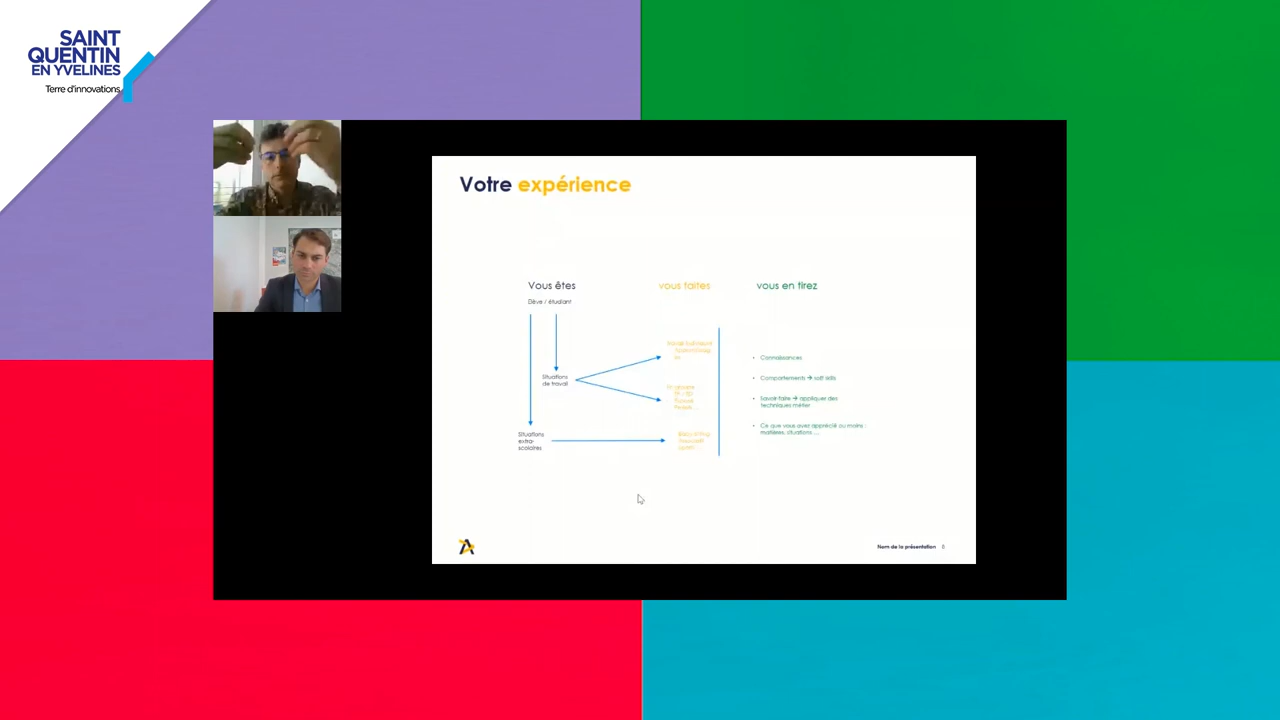 SAINT
QUENTIN
EN YVELINES
Terre d'innovations
Votre expérience
Vous êtes
vous faites
vous en tirez
Elève / étudiant
Situations
de travail
Situations
extra-
scolaires
• Connaissances
• Comportements → soft skills
• Savoir-faire → appliquer des
techniques métier
• Ce que vous avez apprécié ou moins :
matières, situations ....
Nom de la présentation